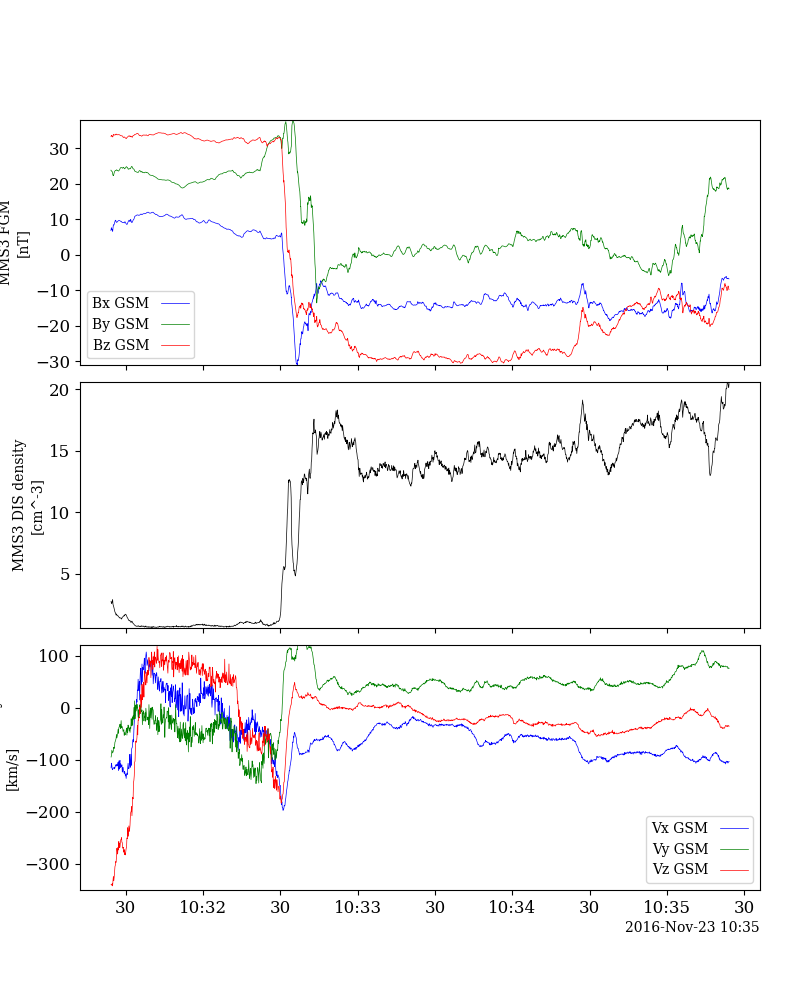 30
20
10
0
−10
−20
−30
MMS3 FGM
[nT]
Bx GSM
By GSM
Bz GSM
20
15
10
5
MMS3 DIS density
[cm^-3]
100
0
−100
−200
−300
[km/s]
Vx GSM
Vy GSM
Vz GSM
30 10:32 30 10:33 30 10:34 30 10:35 30
2016-Nov-23 10:35